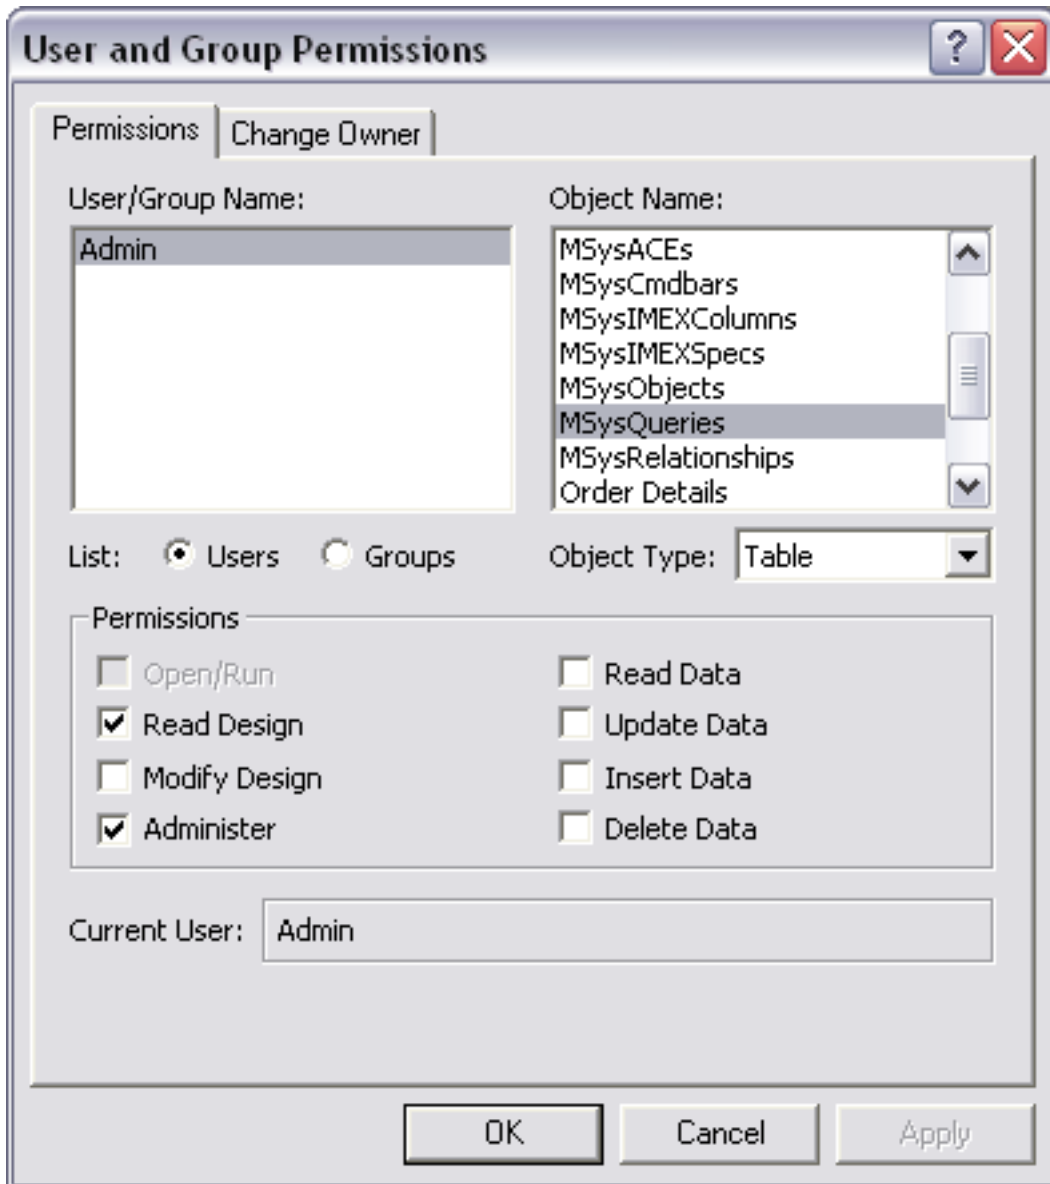 User and Group Permissions
Permissions
Change Owner
User/Group Name:
Admin
Object Name:
MSysACEs
MSysCmdbars
MSysIMEXColumns
MSysIMEXSpecs
MSysObjects
MSysQueries
MSysRelationships
Order Details
List: Users Groups
Object Type: Table
Permissions
Open/Run
Read Design
Modify Design
Administer
Read Data
Update Data
Insert Data
Delete Data
Current User: Admin
OK Cancel Apply